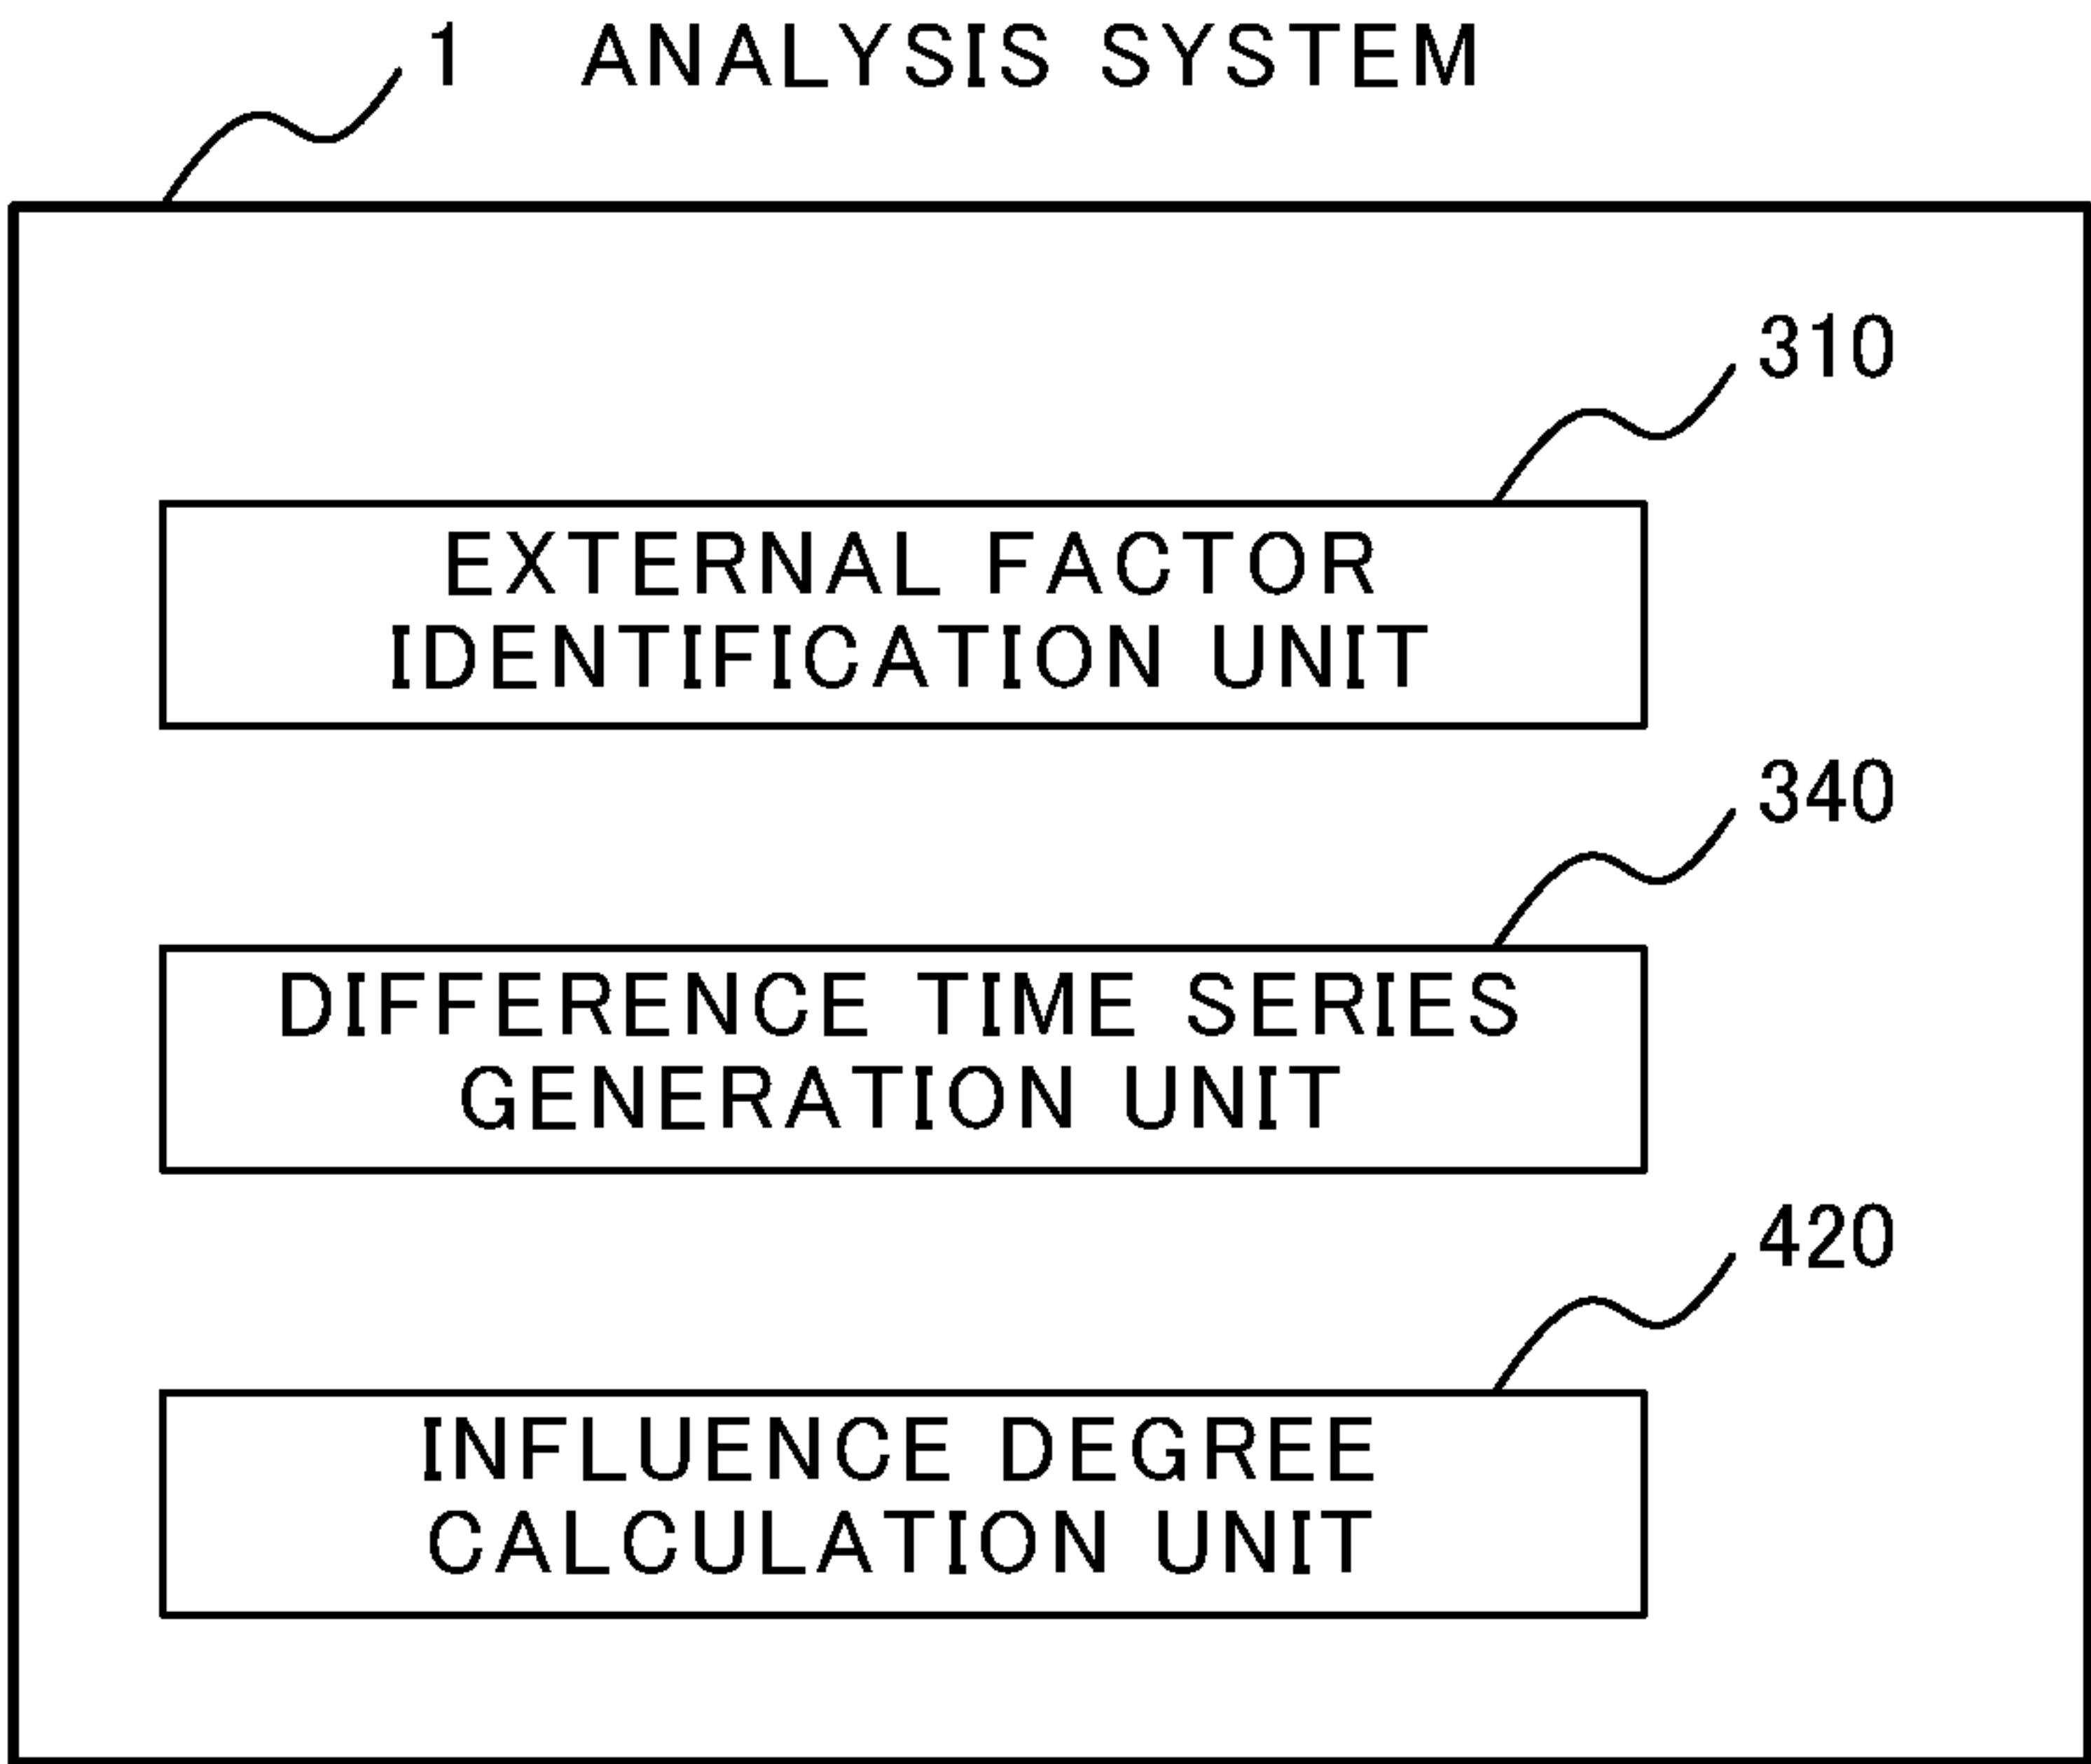 1 ANALYSIS SYSTEM
310
EXTERNAL FACTOR
IDENTIFICATION UNIT
340
DIFFERENCE TIME SERIES
GENERATION UNIT
420
INFLUENCE DEGREE
CALCULATION UNIT